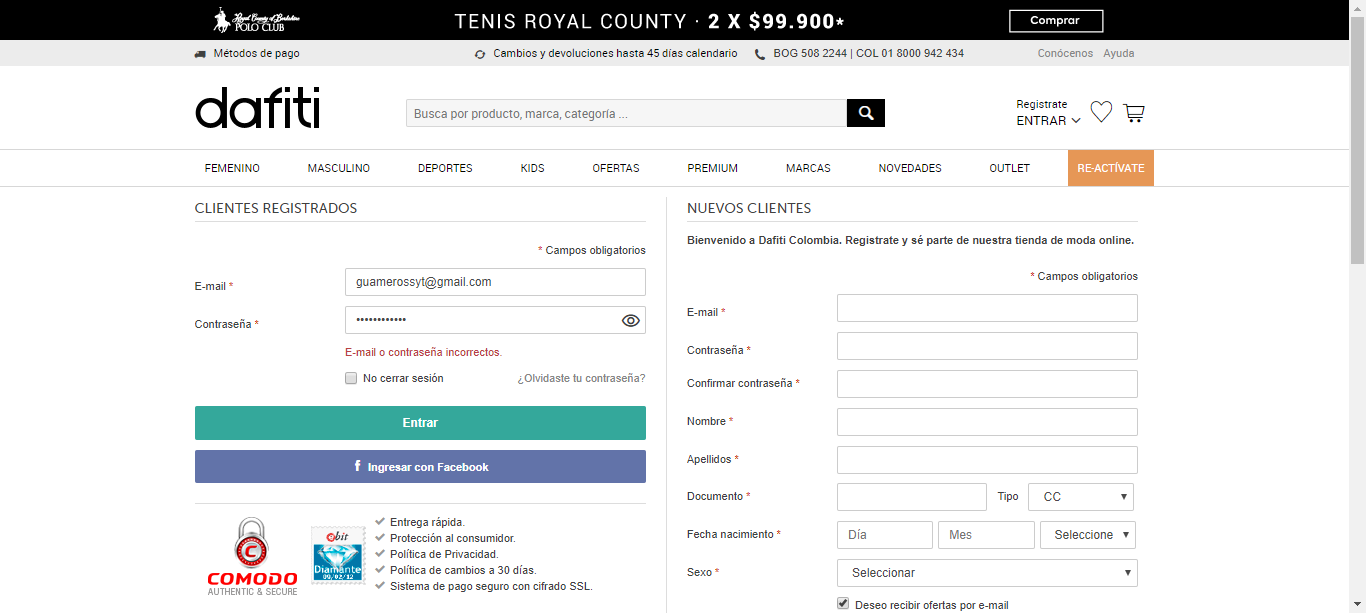 Royal County of Berkshire
POLO CLUB
TENIS ROYAL COUNTY · 2 X $99.900*
Comprar
Métodos de pago
Cambios y devoluciones hasta 45 días calendario
BOG 508 2244 | COL 01 8000 942 434
Conócenos Ayuda
dafiti
Busca por producto, marca, categoría ...
Registrate
ENTRAR
FEMENINO MASCULINO DEPORTES KIDS OFERTAS PREMIUM MARCAS NOVEDADES OUTLET RE-ACTÍVATE
CLIENTES REGISTRADOS
* Campos obligatorios
E-mail *
guamerossyt@gmail.com
Contraseña *
••••••••••••
E-mail o contraseña incorrectos.
No cerrar sesión
¿Olvidaste tu contraseña?
Entrar
f Ingresar con Facebook
C
COMODO
AUTHENTIC & SECURE
ebit
Diamante
09/02/12
Entrega rápida.
Protección al consumidor.
Política de Privacidad.
Política de cambios a 30 días.
Sistema de pago seguro con cifrado SSL.
NUEVOS CLIENTES
Bienvenido a Dafiti Colombia. Registrate y sé parte de nuestra tienda de moda online.
* Campos obligatorios
E-mail *
Contraseña *
Confirmar contraseña *
Nombre *
Apellidos *
Documento *
Tipo
CC
Fecha nacimiento *
Día
Mes
Seleccione
Sexo *
Seleccionar
Deseo recibir ofertas por e-mail